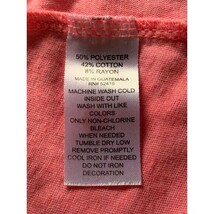 50% POLYESTER
42% COTTON
8% RAYON
MADE IN GUATEMALA
MACHINE WASH COLD
INSIDE OUT
WASH WITH LIKE
COLORS
ONLY NON-CHLORINE
BLEACH
WHEN NEEDED
TUMBLE DRY LOW
REMOVE PROMPTLY
COOL IRON IF NEEDED
DO NOT IRON
DECORATION